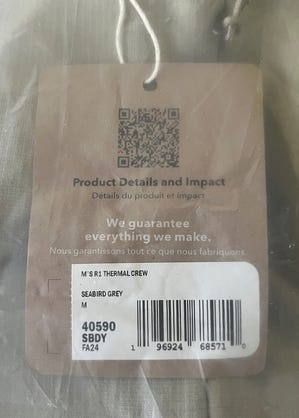 Product Details and Impact
Détails du produit et impact
We guarantee
everything we make.
Nous garantissons tout ce que nous fabriquons.
M'S R1 THERMAL CREW
SEABIRD GREY
M
40590
SBDY
FA24
1 96924 68571 0